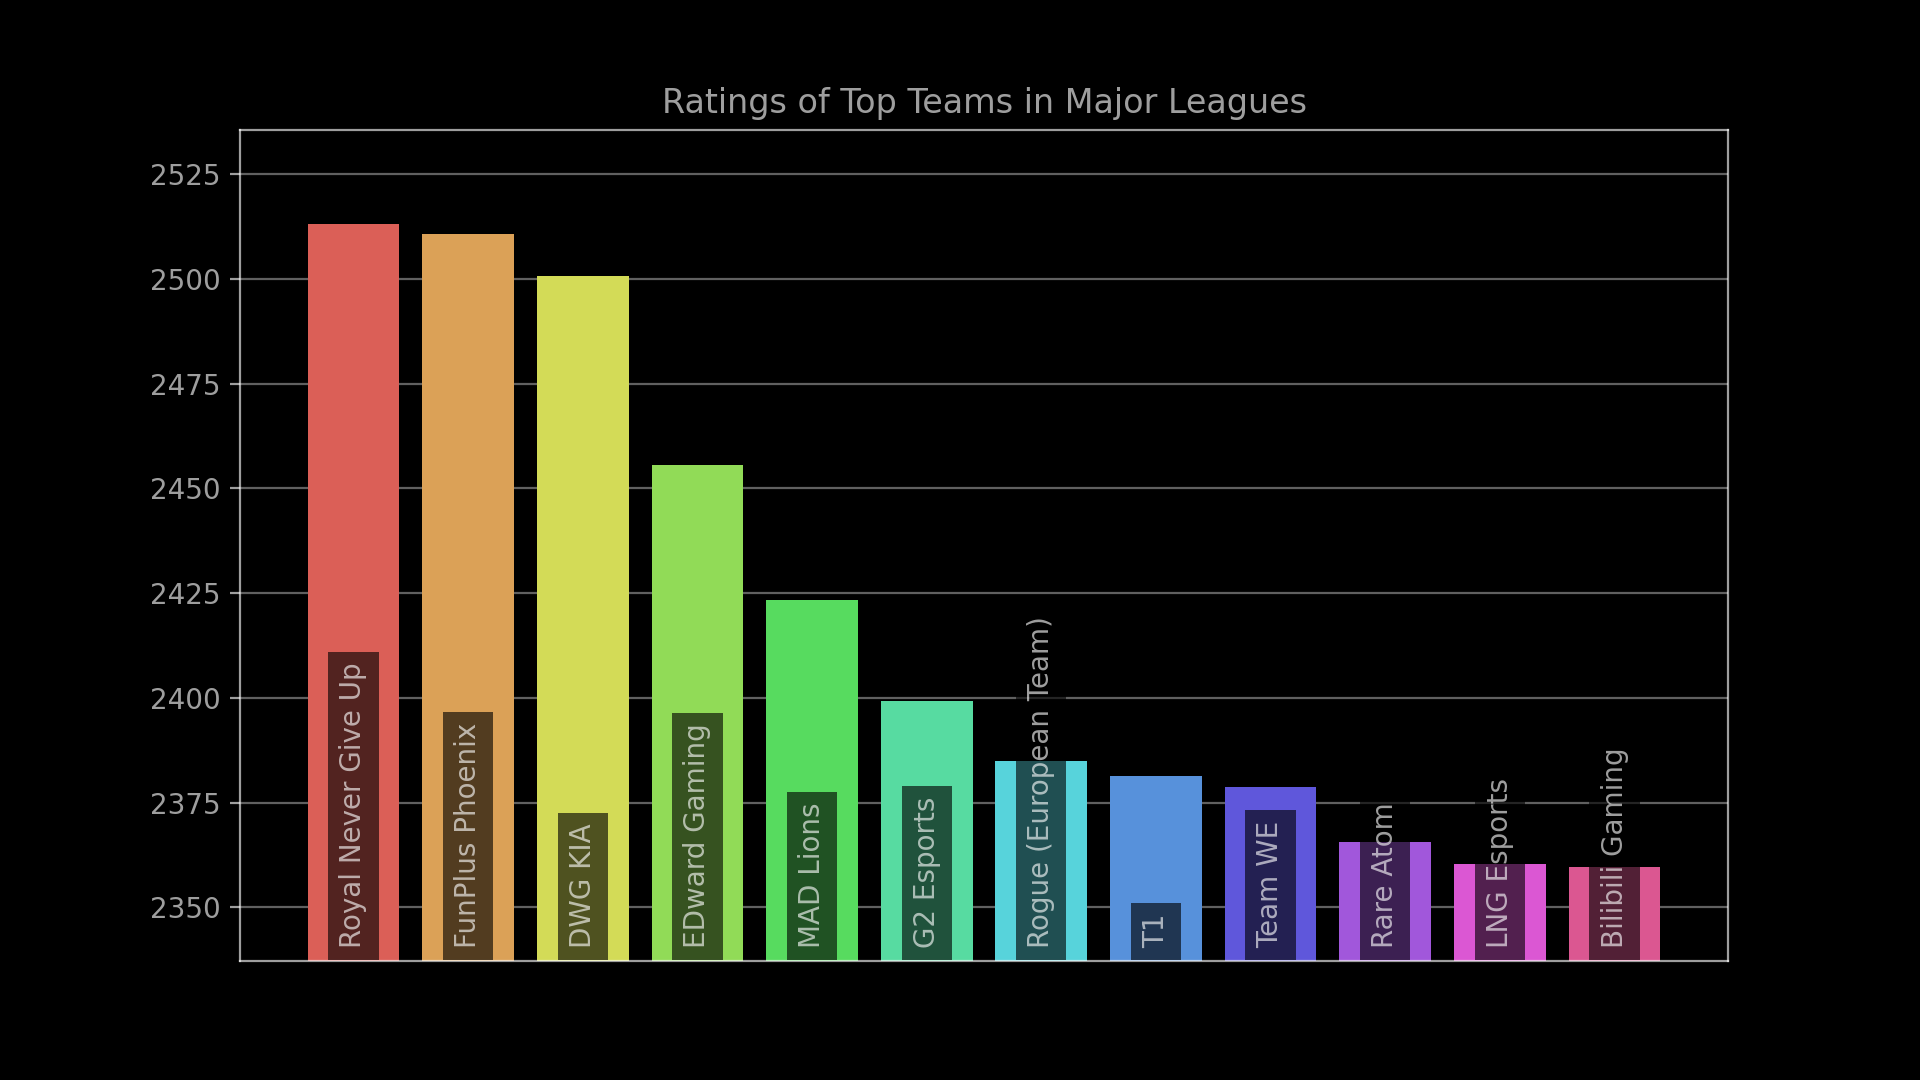 Ratings of Top Teams in Major Leagues
2525
2500
2475
2450
2425
2400
2375
2350
Royal Never Give Up
FunPlus Phoenix
DWG KIA
EDward Gaming
MAD Lions
G2 Esports
Rogue (European Team)
T1
Team WE
Rare Atom
LNG Esports
Bilibili Gaming